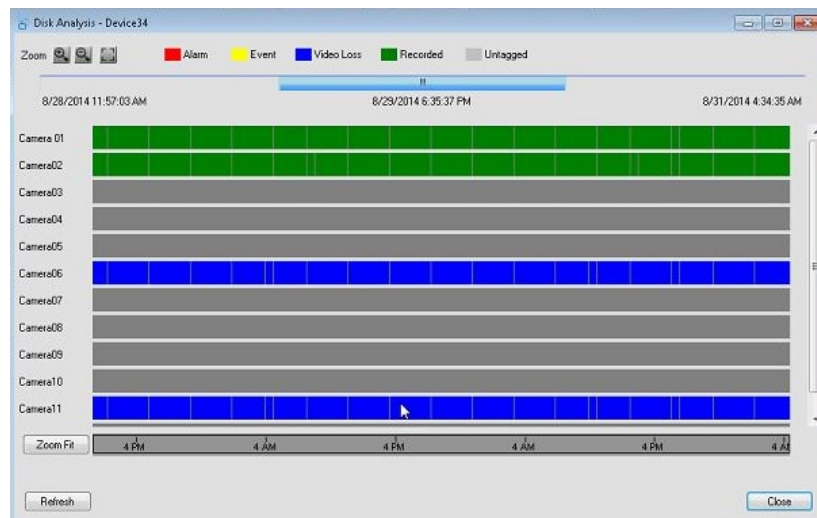 Disk Analysis - Device34
Zoom Alarm Event Video Loss Recorded Untagged
8/28/2014 11:57:03 AM 8/29/2014 6:35:37 PM 8/31/2014 4:34:35 AM
Camera 01
Camera02
Camera03
Camera04
Camera05
Camera06
Camera07
Camera08
Camera09
Camera10
Camera11
Zoom Fit 4 PM 4 AM 4 PM 4 AM 4 PM 4 A
Refresh Close